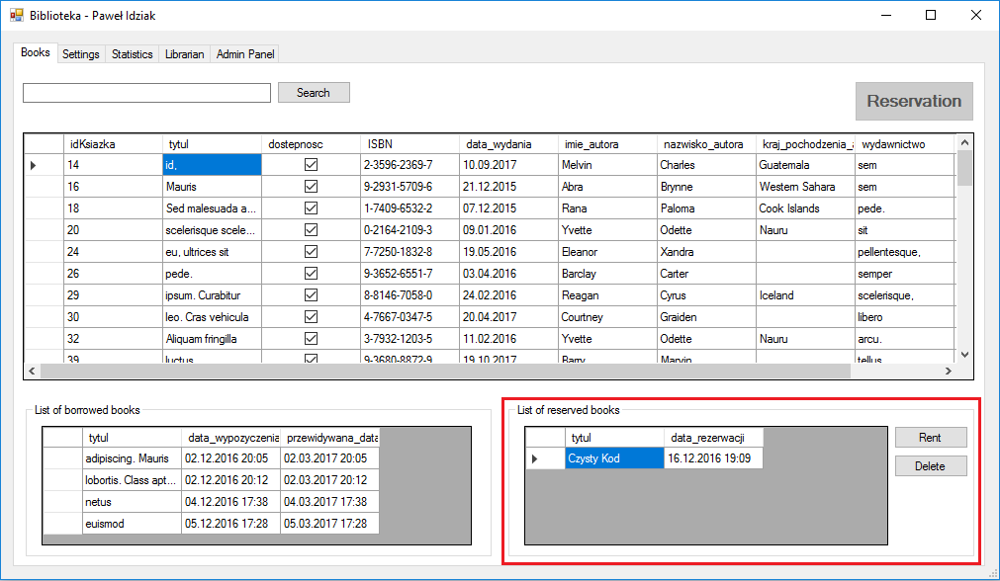 Biblioteka - Paweł Idziak
Books Settings Statistics Librarian Admin Panel
Search Reservation
idKsiazka tytul dostepnosc ISBN data_wydania imie_autora nazwisko_autora kraj_pochodzenia_ wydawnictwo
14 id, 2-3596-2369-7 10.09.2017 Melvin Charles Guatemala sem
16 Mauris 9-2931-5709-6 21.12.2015 Abra Brynne Western Sahara sem
18 Sed malesuada a... 1-7409-6532-2 07.12.2015 Rana Paloma Cook Islands pede.
20 scelerisque scele... 0-2164-2109-3 09.01.2016 Yvette Odette Nauru sit
24 eu, ultrices sit 7-7250-1832-8 19.05.2016 Eleanor Xandra pellentesque,
26 pede. 9-3652-6551-7 03.04.2016 Barclay Carter semper
29 ipsum. Curabitur 8-8146-7058-0 24.02.2016 Reagan Cyrus Iceland scelerisque,
30 leo. Cras vehicula 4-7667-0347-5 20.04.2017 Courtney Graiden libero
32 Aliquam fringilla 3-7932-1203-5 11.02.2016 Yvette Odette Nauru arcu.
39 luctus 9-3680-8872-9 19.10.2017 Barry Marvin tellus
List of borrowed books
tytul data_wypozyczenia przewidywana_data
adipiscing. Mauris 02.12.2016 20:05 02.03.2017 20:05
lobortis. Class apt... 02.12.2016 20:12 02.03.2017 20:12
netus 04.12.2016 17:38 04.03.2017 17:38
euismod 05.12.2016 17:28 05.03.2017 17:28
List of reserved books
tytul data_rezerwacji
Czysty Kod 16.12.2016 19:09
Rent
Delete